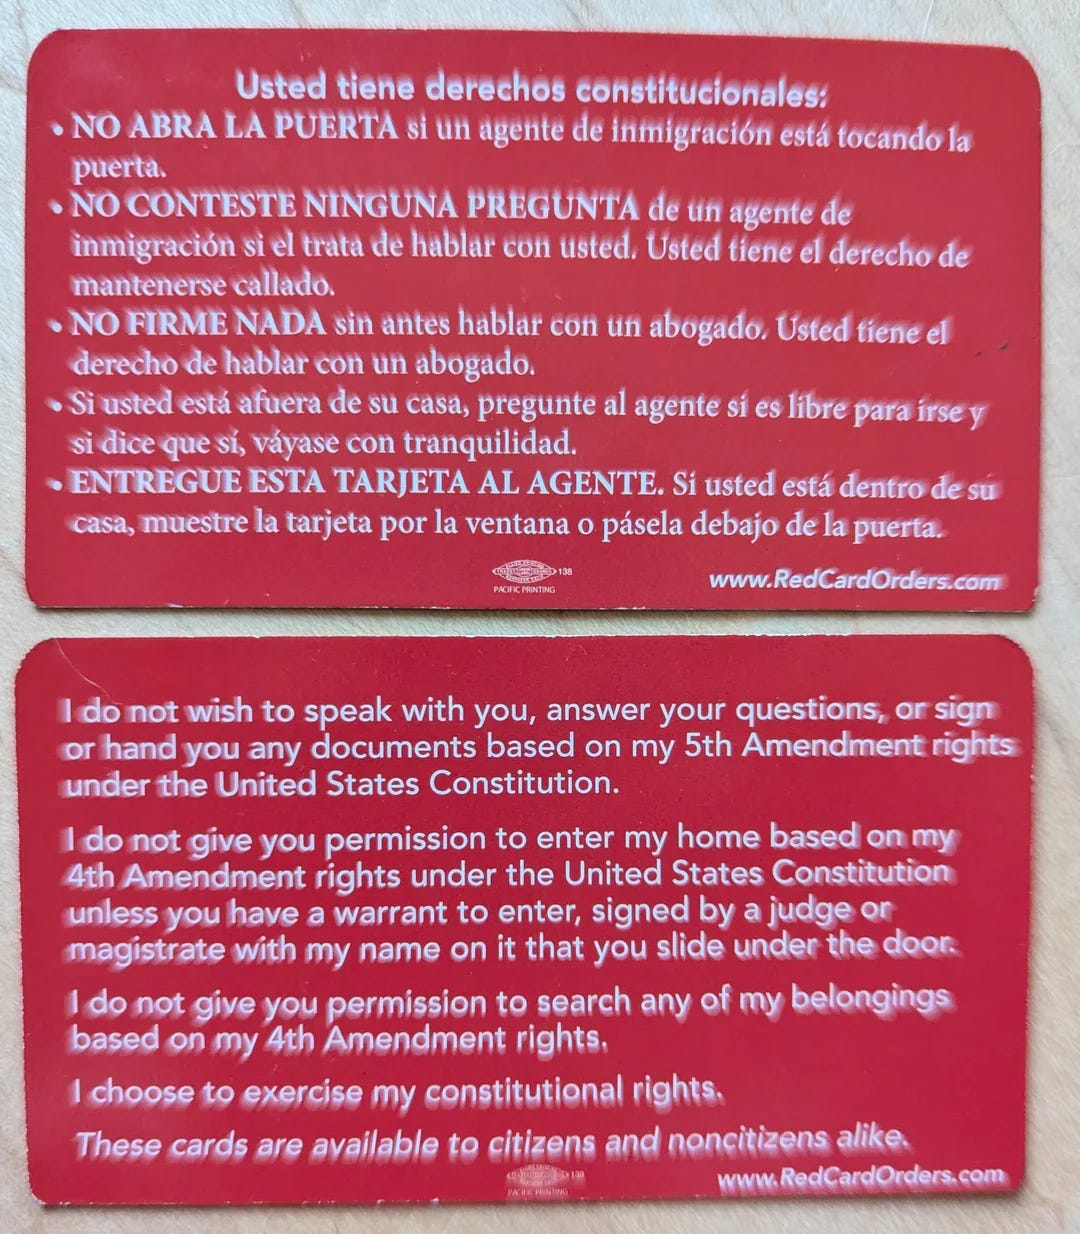 Usted tiene derechos constitucionales:
• NO ABRA LA PUERTA si un agente de inmigración está tocando la
puerta.
• NO CONTESTE NINGUNA PREGUNTA de un agente de
inmigración si el trata de hablar con usted. Usted tiene el derecho de
mantenerse callado.
• NO FIRME NADA sin antes hablar con un abogado. Usted tiene el
derecho de hablar con un abogado.
• Si usted está afuera de su casa, pregunte al agente si es libre para irse y
si dice que sí, váyase con tranquilidad.
• ENTREGUE ESTA TARJETA AL AGENTE. Si usted está dentro de su
casa, muestre la tarjeta por la ventana o pásela debajo de la puerta.
138
PACIFIC PRINTING
www.RedCardOrders.com
I do not wish to speak with you, answer your questions, or sign
or hand you any documents based on my 5th Amendment rights
under the United States Constitution.
I do not give you permission to enter my home based on my
4th Amendment rights under the United States Constitution
unless you have a warrant to enter, signed by a judge or
magistrate with my name on it that you slide under the door.
I do not give you permission to search any of my belongings
based on my 4th Amendment rights.
I choose to exercise my constitutional rights.
These cards are available to citizens and noncitizens alike.
138
PACIFIC PRINTING
www.RedCardOrders.com